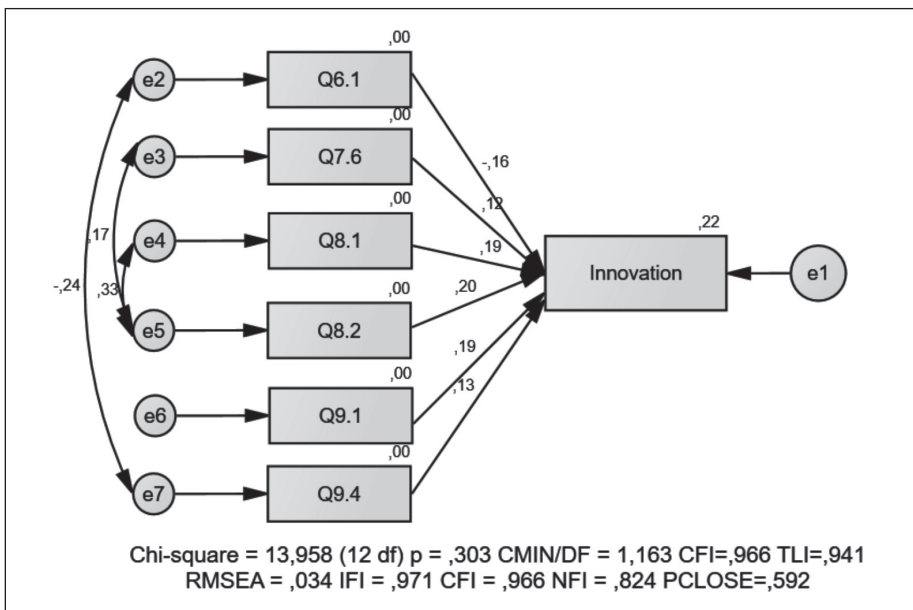 ,00
e2
Q6.1
,00
-,16
e3
Q7.6
,12
,00
,22
,17
e4
Q8.1
,19
Innovation
e1
-,24
,33
,00
,20
e5
Q8.2
,00
,19
e6
Q9.1
,13
,00
e7
Q9.4
Chi-square = 13,958 (12 df) p = ,303 CMIN/DF = 1,163 CFI=,966 TLI=,941
RMSEA = ,034 IFI = ,971 CFI = ,966 NFI = ,824 PCLOSE=,592